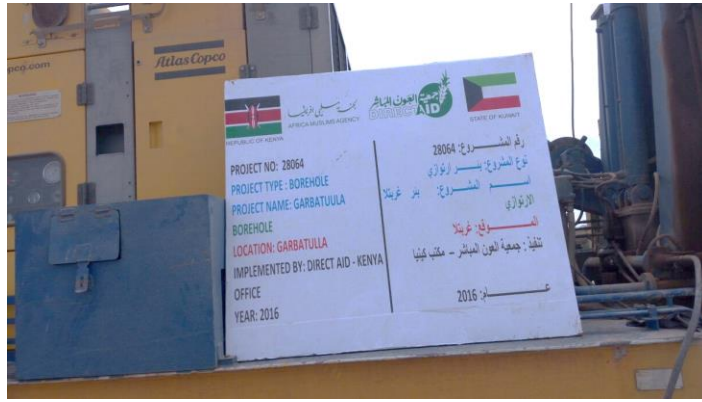 pco.com
Atlas Copco
REPUBLIC OF KENYA
AFRICA MUSLIMS AGENCY
جمعية العون المباشر
DIRECT AID
STATE OF KUWAIT
PROJECT NO: 28064
PROJECT TYPE : BOREHOLE
PROJECT NAME: GARBATUULA
BOREHOLE
LOCATION: GARBATULLA
IMPLEMENTED BY: DIRECT AID - KENYA
OFFICE
YEAR: 2016
رقم المشروع: 28064
نوع المشروع: بئر ارتوازي
اسم المشروع: بئر غربتلا
الارتوازي
الموقع: غربتلا
تنفيذ : جمعية العون المباشر – مكتب كينيا
عام: 2016